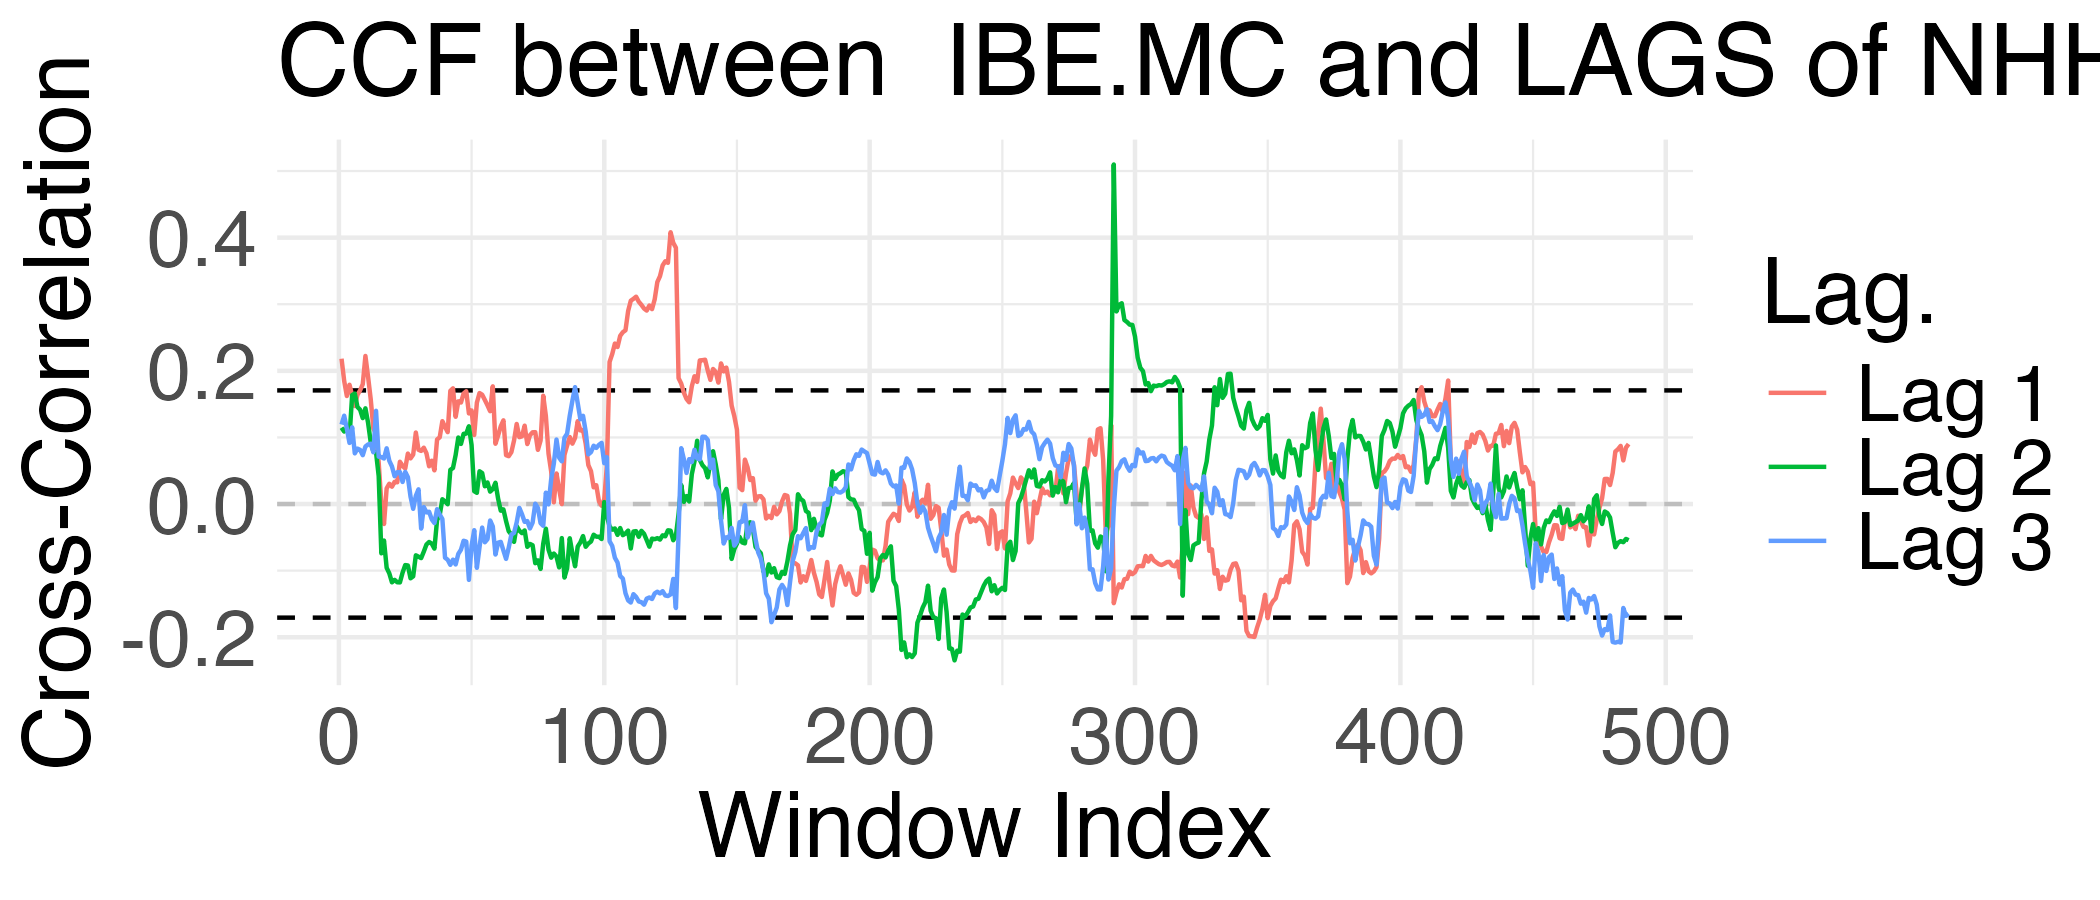 CCF between IBE.MC and LAGS of NHH
Cross-Correlation
0.4
0.2
0.0
-0.2
0 100 200 300 400 500
Window Index
Lag.
Lag 1
Lag 2
Lag 3